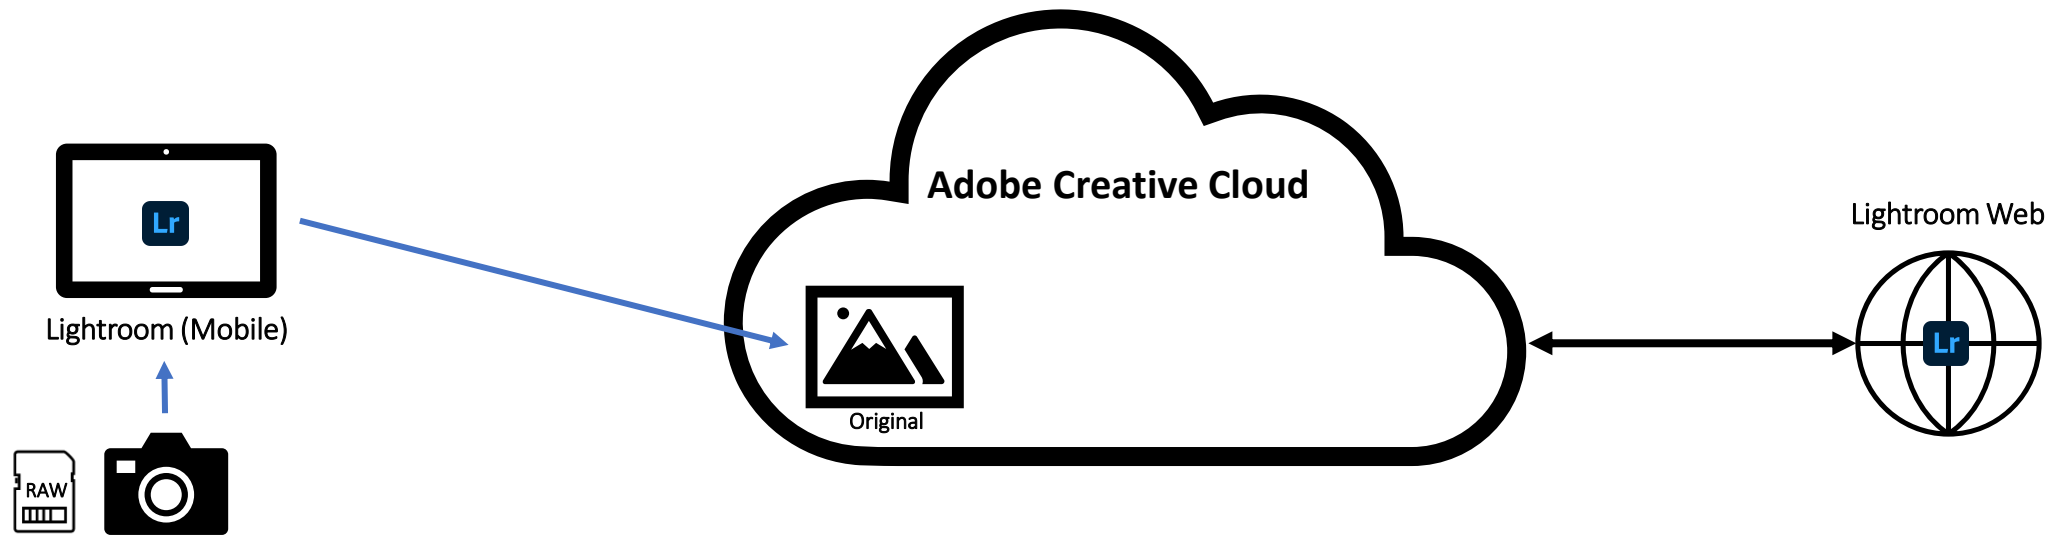 Adobe Creative Cloud
Lr
Lightroom (Mobile)
RAW
Original
Lightroom Web
Lr